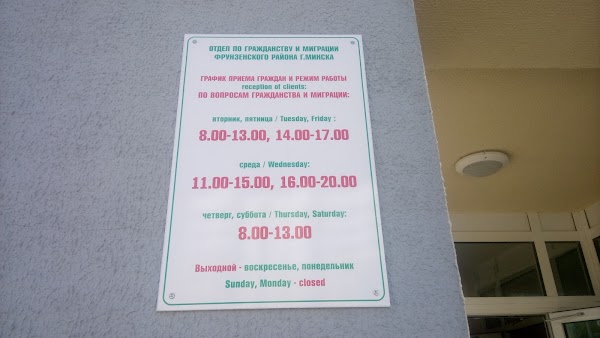 ОТДЕЛ ПО ГРАЖДАНСТВУ И МИГРАЦИИ
ФРУНЗЕНСКОГО РАЙОНА Г.МИНСКА
ГРАФИК ПРИЕМА ГРАЖДАН И РЕЖИМ РАБОТЫ
reception of clients:
ПО ВОПРОСАМ ГРАЖДАНСТВА И МИГРАЦИИ:
вторник, пятница / Tuesday, Friday :
8.00-13.00, 14.00-17.00
среда / Wednesday:
11.00-15.00, 16.00-20.00
четверг, суббота / Thursday, Saturday:
8.00-13.00
Выходной - воскресенье, понедельник
Sunday, Monday - closed